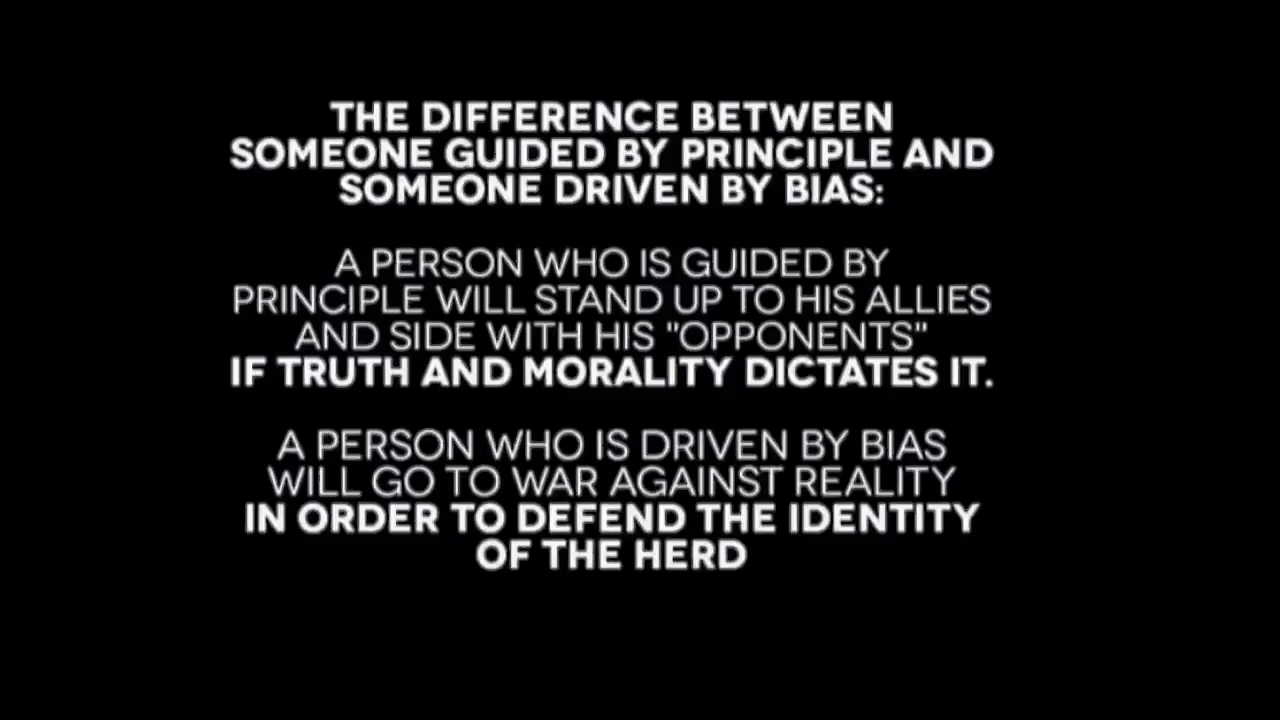 THE DIFFERENCE BETWEEN
SOMEONE GUIDED BY PRINCIPLE AND
SOMEONE DRIVEN BY BIAS:
A PERSON WHO IS GUIDED BY
PRINCIPLE WILL STAND UP TO HIS ALLIES
AND SIDE WITH HIS "OPPONENTS"
IF TRUTH AND MORALITY DICTATES IT.
A PERSON WHO IS DRIVEN BY BIAS
WILL GO TO WAR AGAINST REALITY
IN ORDER TO DEFEND THE IDENTITY
OF THE HERD